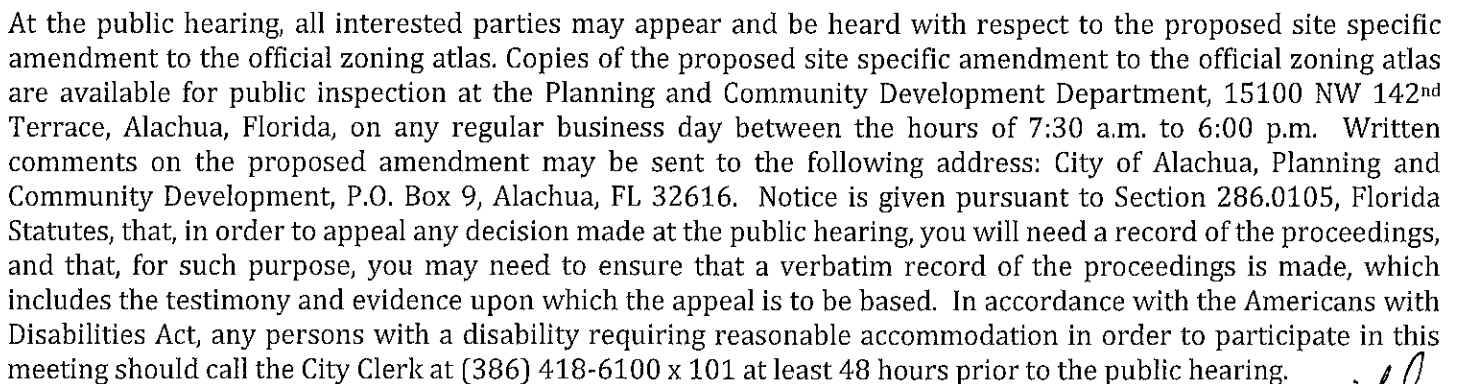 At the public hearing, all interested parties may appear and be heard with respect to the proposed site specific
amendment to the official zoning atlas. Copies of the proposed site specific amendment to the official zoning atlas
are available for public inspection at the Planning and Community Development Department, 15100 NW 142nd
Terrace, Alachua, Florida, on any regular business day between the hours of 7:30 a.m. to 6:00 p.m. Written
comments on the proposed amendment may be sent to the following address: City of Alachua, Planning and
Community Development, P.O. Box 9, Alachua, FL 32616. Notice is given pursuant to Section 286.0105, Florida
Statutes, that, in order to appeal any decision made at the public hearing, you will need a record of the proceedings,
and that, for such purpose, you may need to ensure that a verbatim record of the proceedings is made, which
includes the testimony and evidence upon which the appeal is to be based. In accordance with the Americans with
Disabilities Act, any persons with a disability requiring reasonable accommodation in order to participate in this
meeting should call the City Clerk at (386) 418-6100 x 101 at least 48 hours prior to the public hearing.